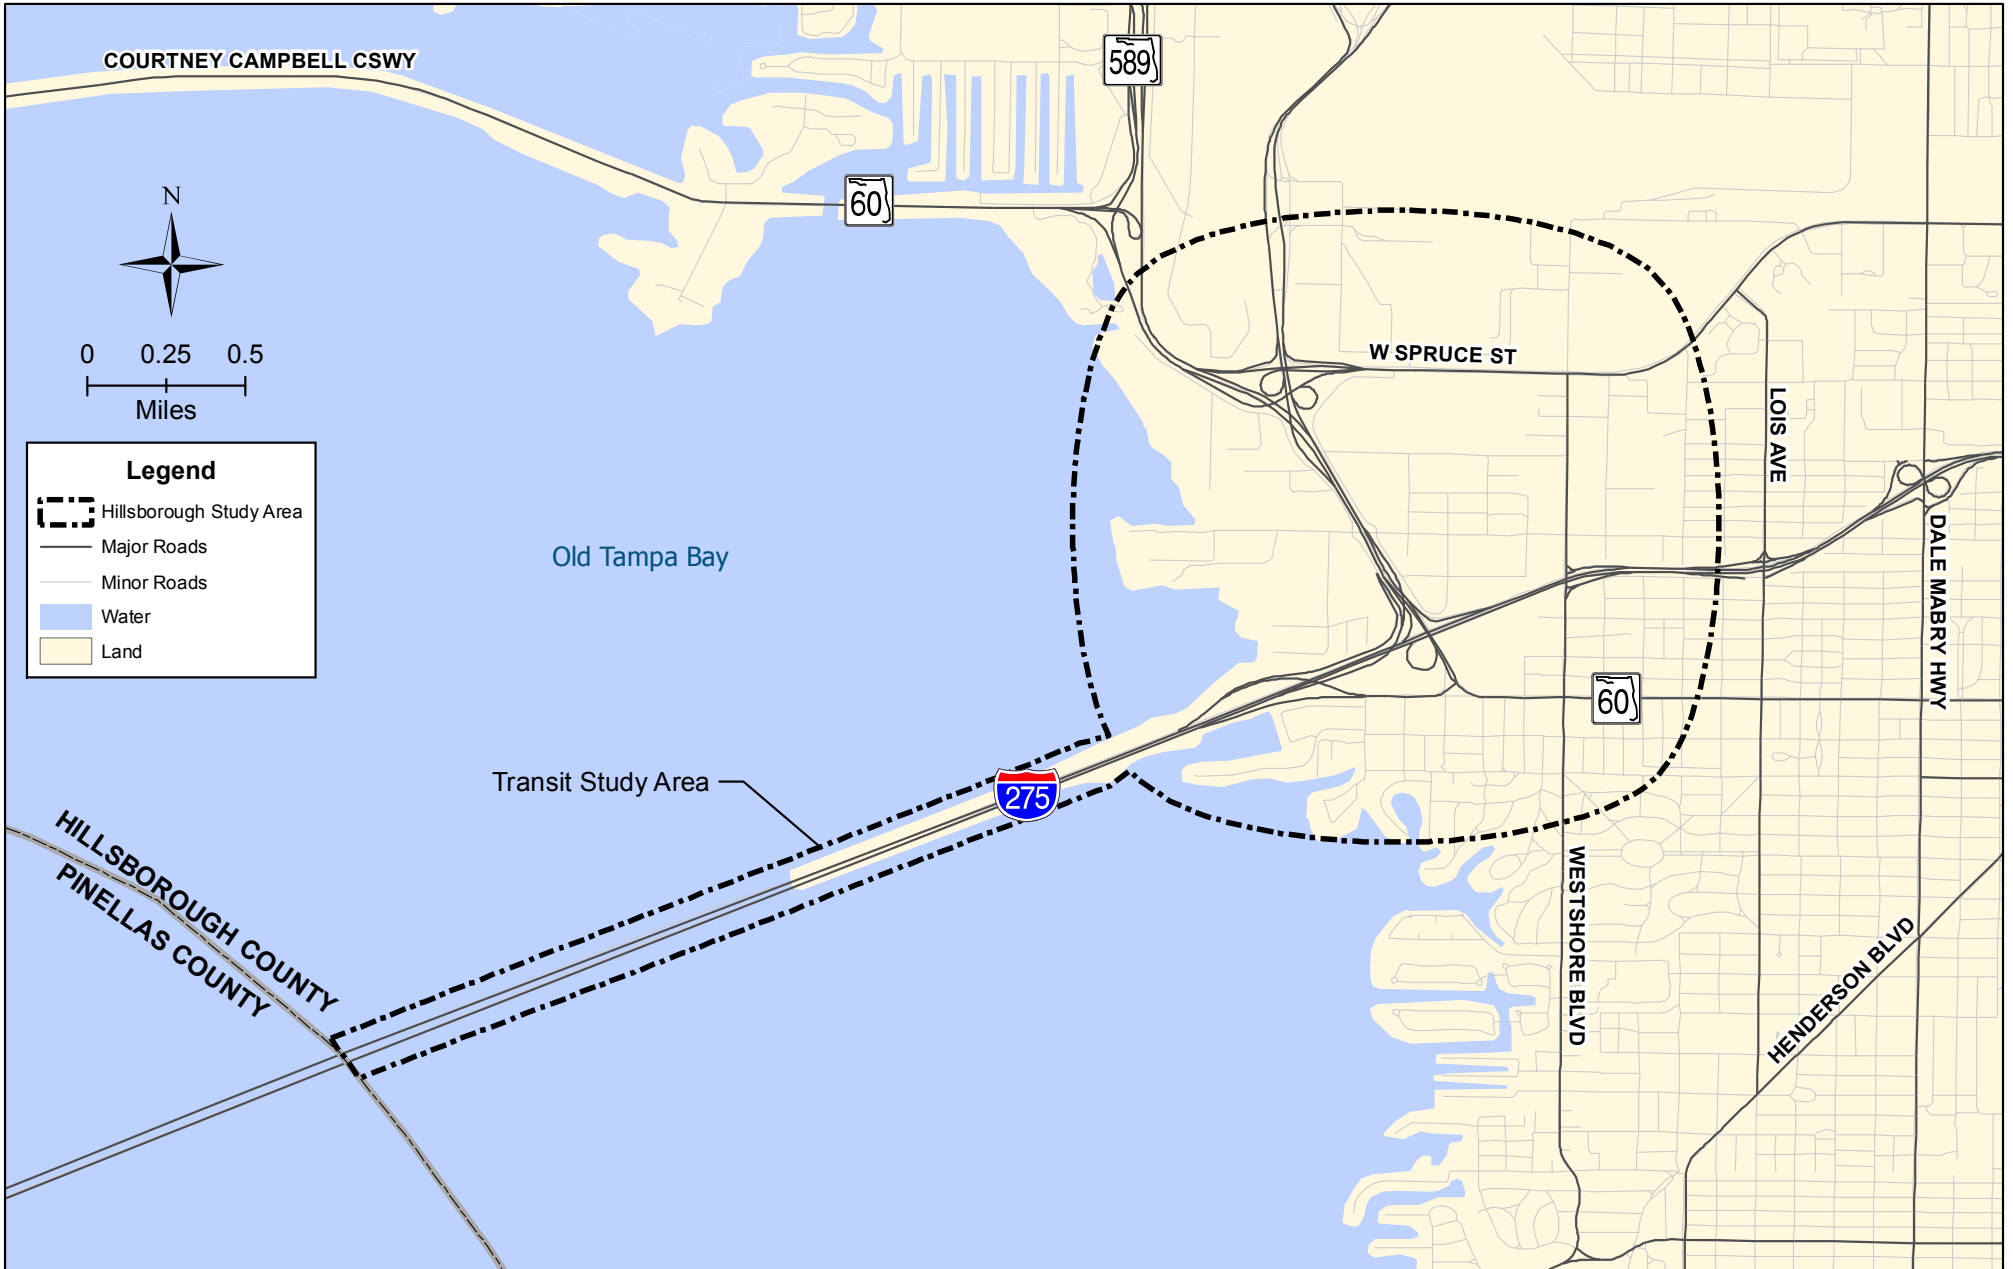 COURTNEY CAMPBELL CSWY
589
60
N
0 0.25 0.5
Miles
W SPRUCE ST
LOIS AVE
Legend
Hillsborough Study Area
Major Roads
Minor Roads
Water
Land
Old Tampa Bay
DALE MABRY HWY
60
Transit Study Area
275
HILLSBOROUGH COUNTY
PINELLAS COUNTY
WESTSHORE BLVD
HENDERSON BLVD